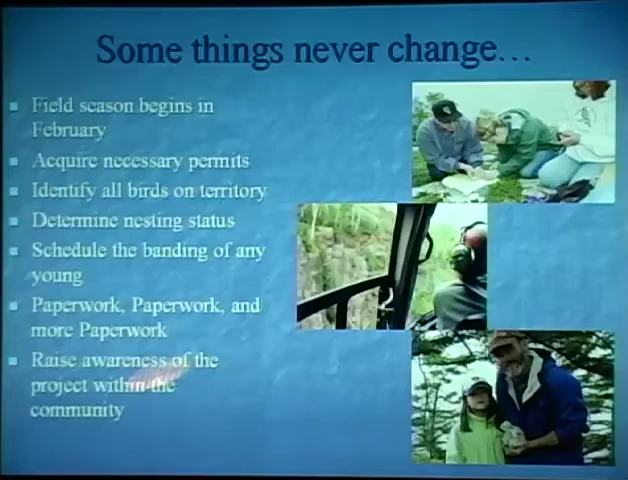 Some things never change...
Field season begins in
February
Acquire necessary permits
Identify all birds on territory
Determine nesting status
Schedule the banding of any
young
Paperwork, Paperwork, and
more Paperwork
Raise awareness of the
project within the
community